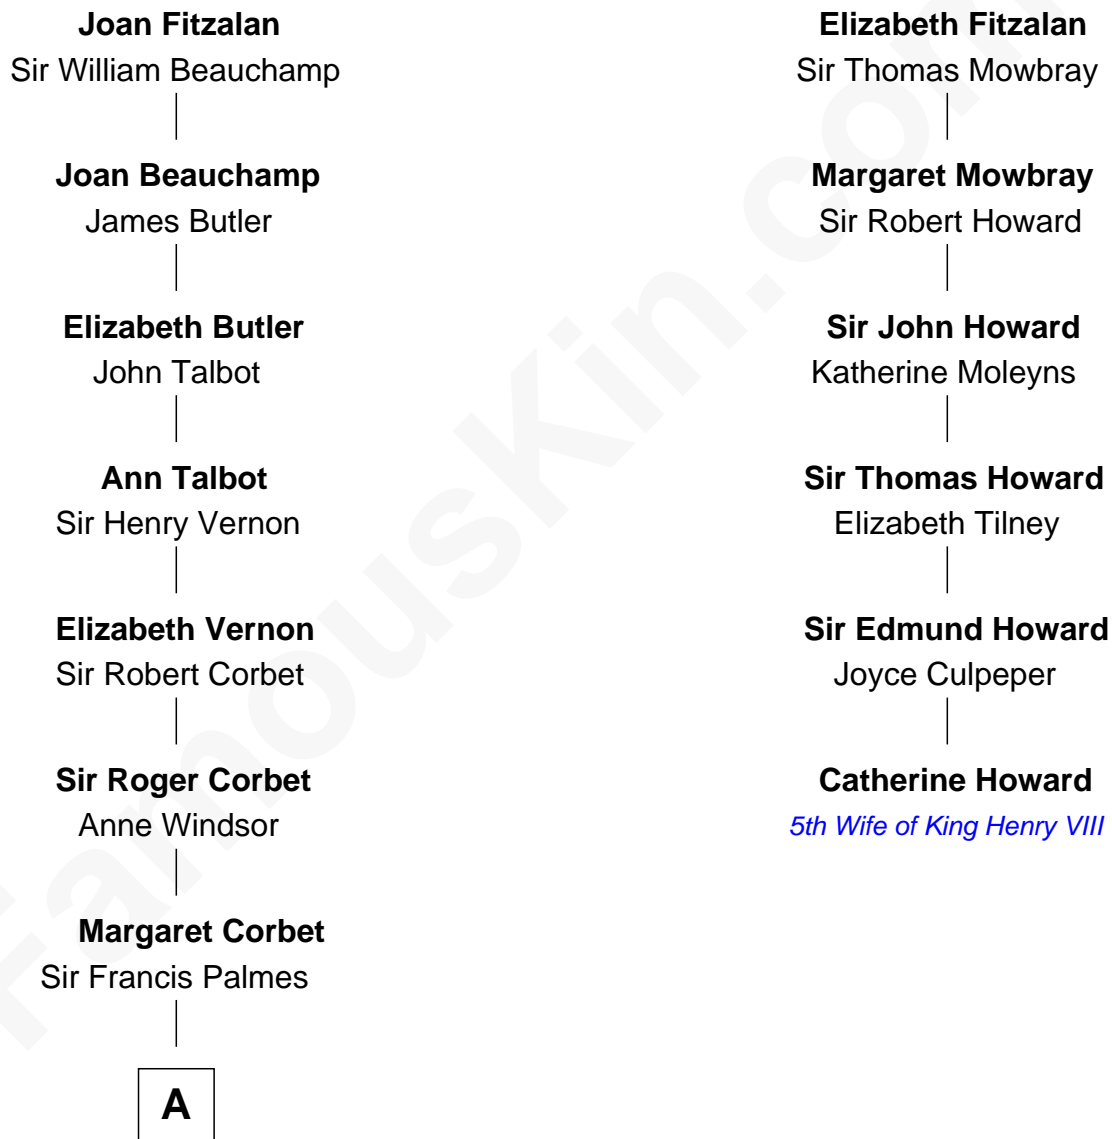 Joan Fitzalan
Sir William Beauchamp
Joan Beauchamp
James Butler
Elizabeth Butler
John Talbot
Ann Talbot
Sir Henry Vernon
Elizabeth Vernon
Sir Robert Corbet
Sir Roger Corbet
Anne Windsor
Margaret Corbet
Sir Francis Palmes
A
Elizabeth Fitzalan
Sir Thomas Mowbray
Margaret Mowbray
Sir Robert Howard
Sir John Howard
Katherine Moleyns
Sir Thomas Howard
Elizabeth Tilney
Sir Edmund Howard
Joyce Culpeper
Catherine Howard
5th Wife of King Henry VIII
FamousKin.com